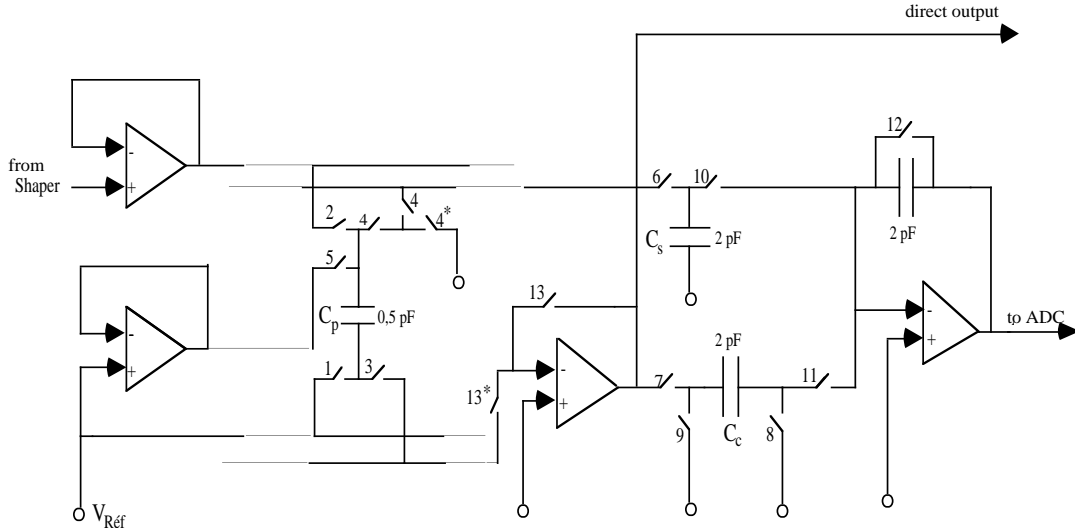 direct output
12
-
+
from
Shaper
6
10
2 pF
2
4
4
4*
C_s
2 pF
5
13
-
+
C_p
0,5 pF
2 pF
-
+
to ADC
-
+
1
3
13*
7
11
9
C_c
8
V_Réf